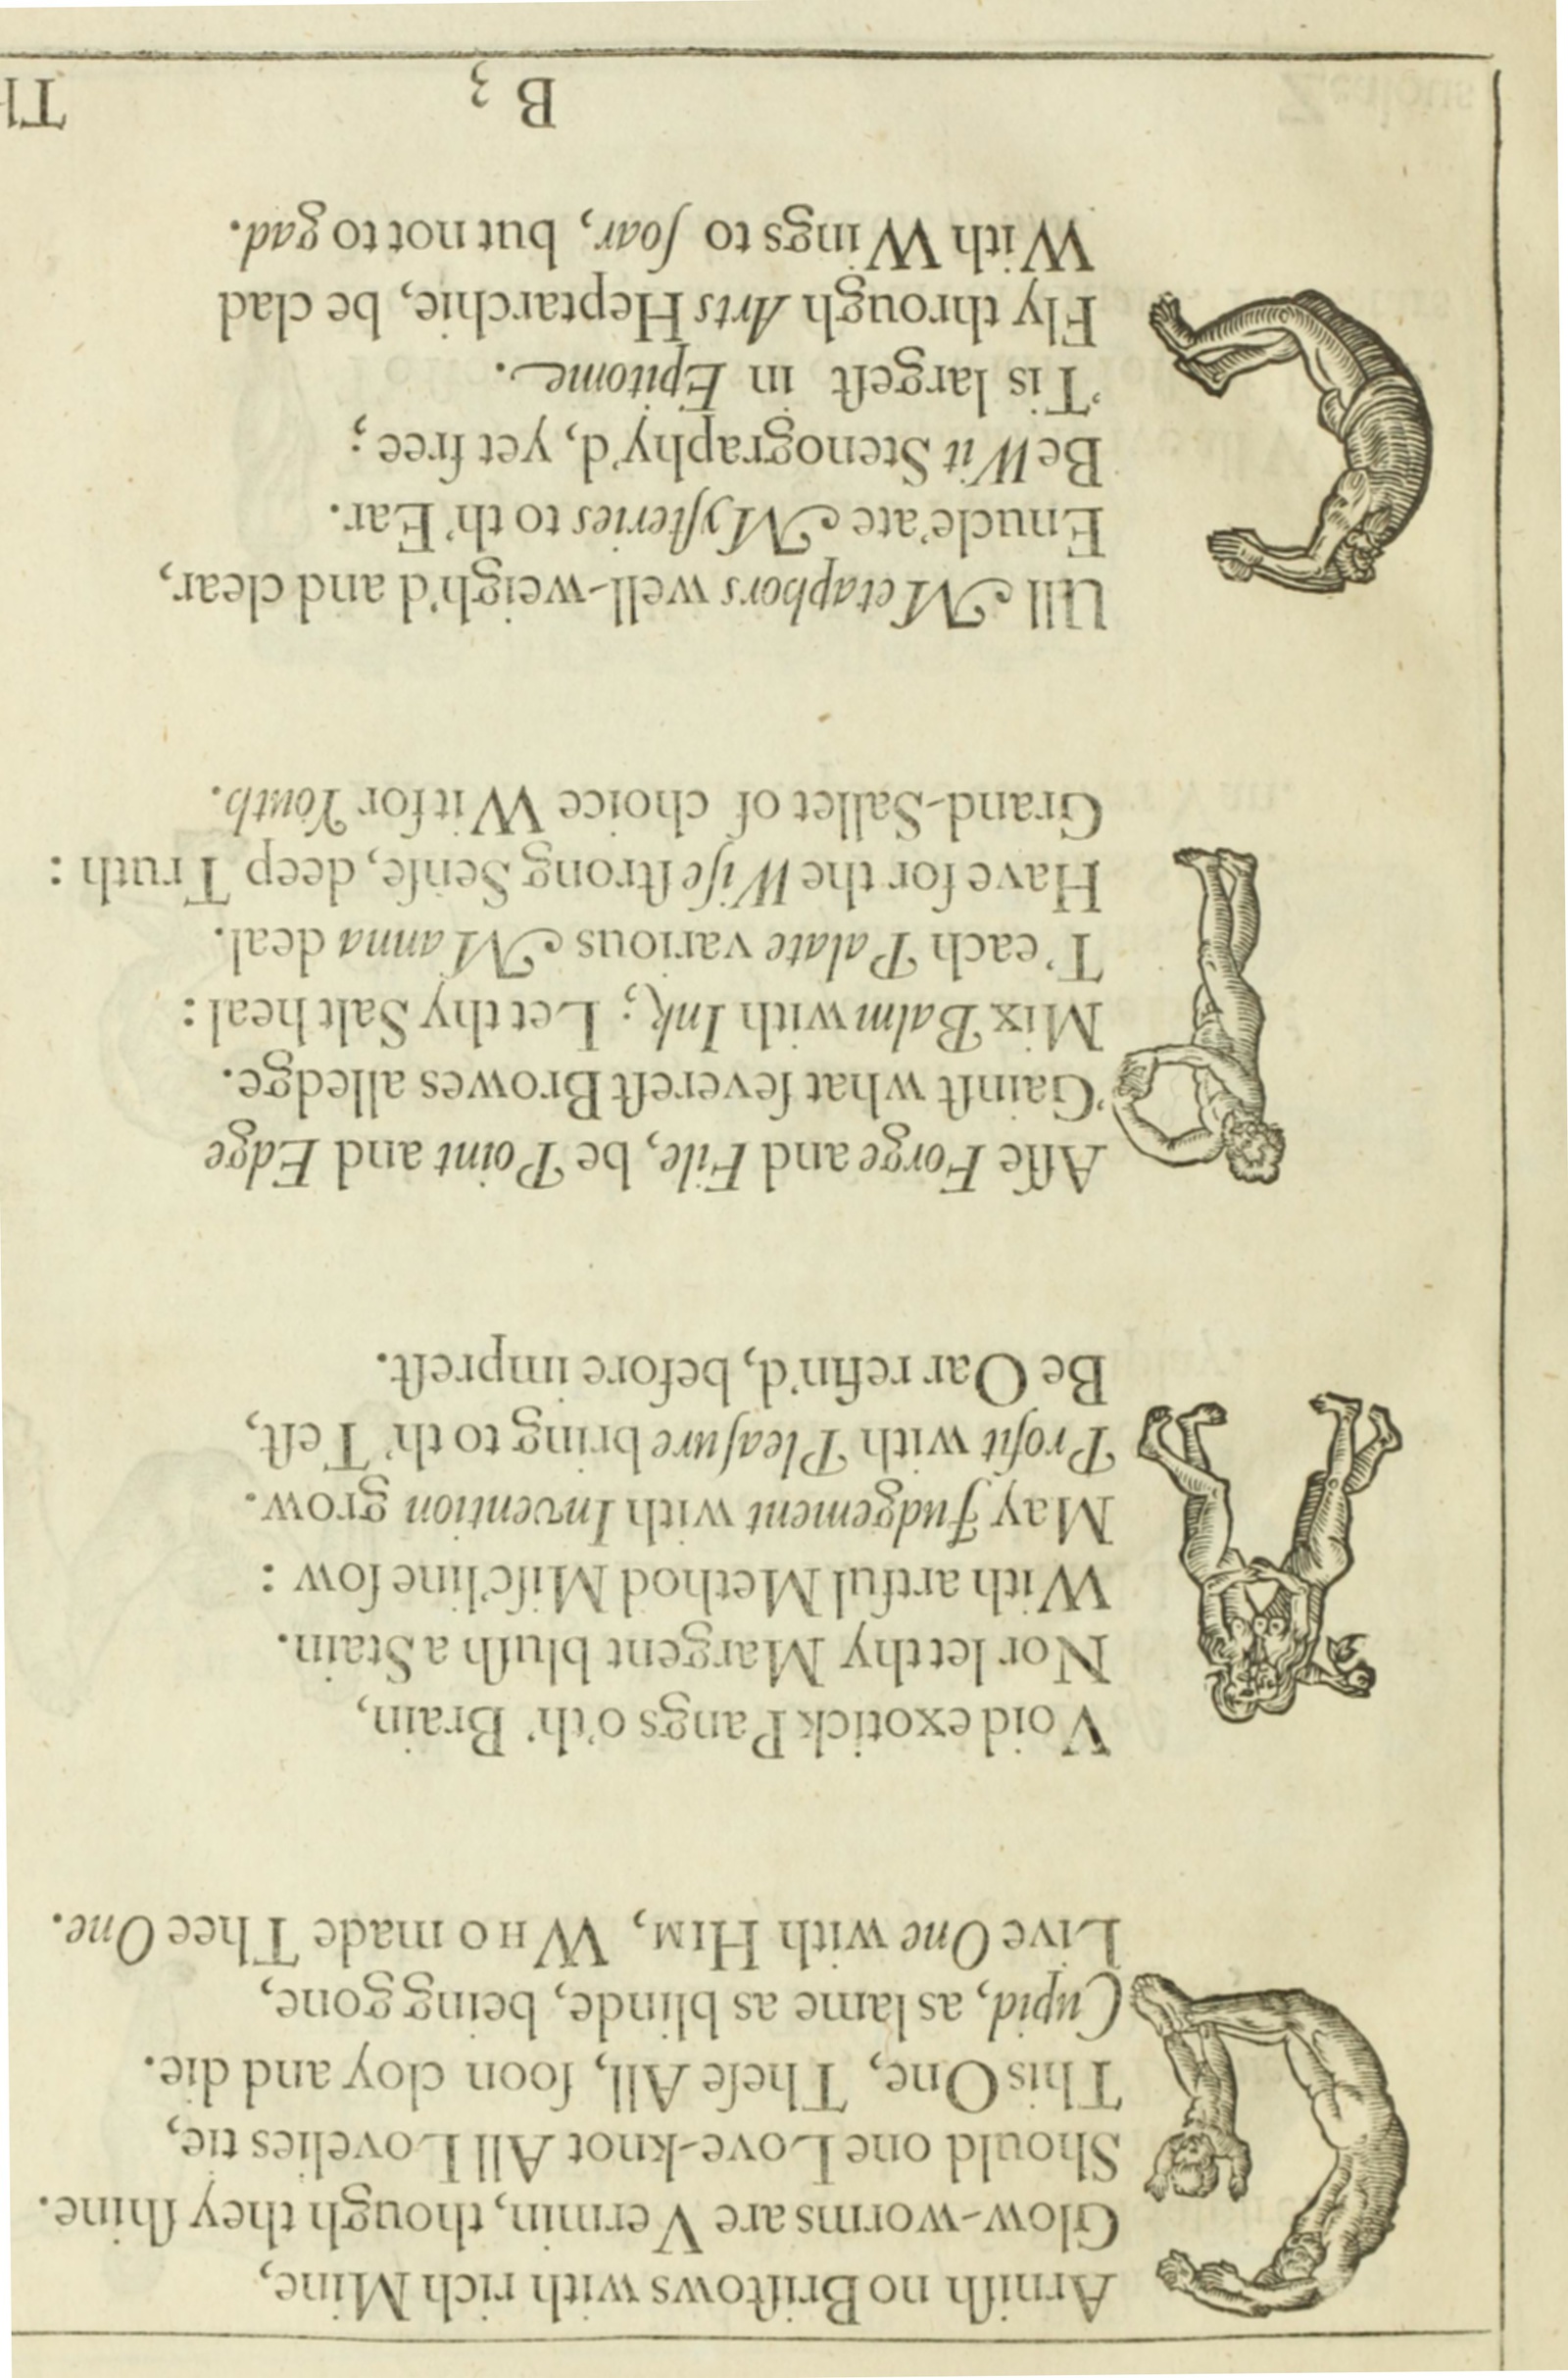 GArniſh no Briſtows with rich Mine,
Glow-worms are Vermin, though they ſhine.
Should one Love-knot All Lovelies tie,
This One, Theſe All, ſoon cloy and die.
Cupid, as lame as blinde, being gone,
Live One with HIM, WHO made Thee One.
AVoid exotick Pangs o'th' Brain,
Nor let thy Margent bluſh a Stain.
With artful Method Miſc'line ſow :
May Judgement with Invention grow.
Profit with Pleaſure bring to th' Teſt,
Be Oar refin'd, before impreſt.
PAſſe Forge and File, be Point and Edge
'Gainſt what ſevereſt Browes alledge.
Mix Balm with Ink; Let thy Salt heal :
T'each Palate various Manna deal.
Have for the Wiſe ſtrong Senſe, deep Truth :
Grand-Sallet of choice Wit for Youth.
CUll Metaphors well-weigh'd and clear,
Enucle'ate Myſteries to th' Ear.
Be Wit Stenography'd, yet free ;
'Tis largeſt in Epitome.
Fly through Arts Heptarchie, be clad
With Wings to ſoar, but not to gad.
B 3